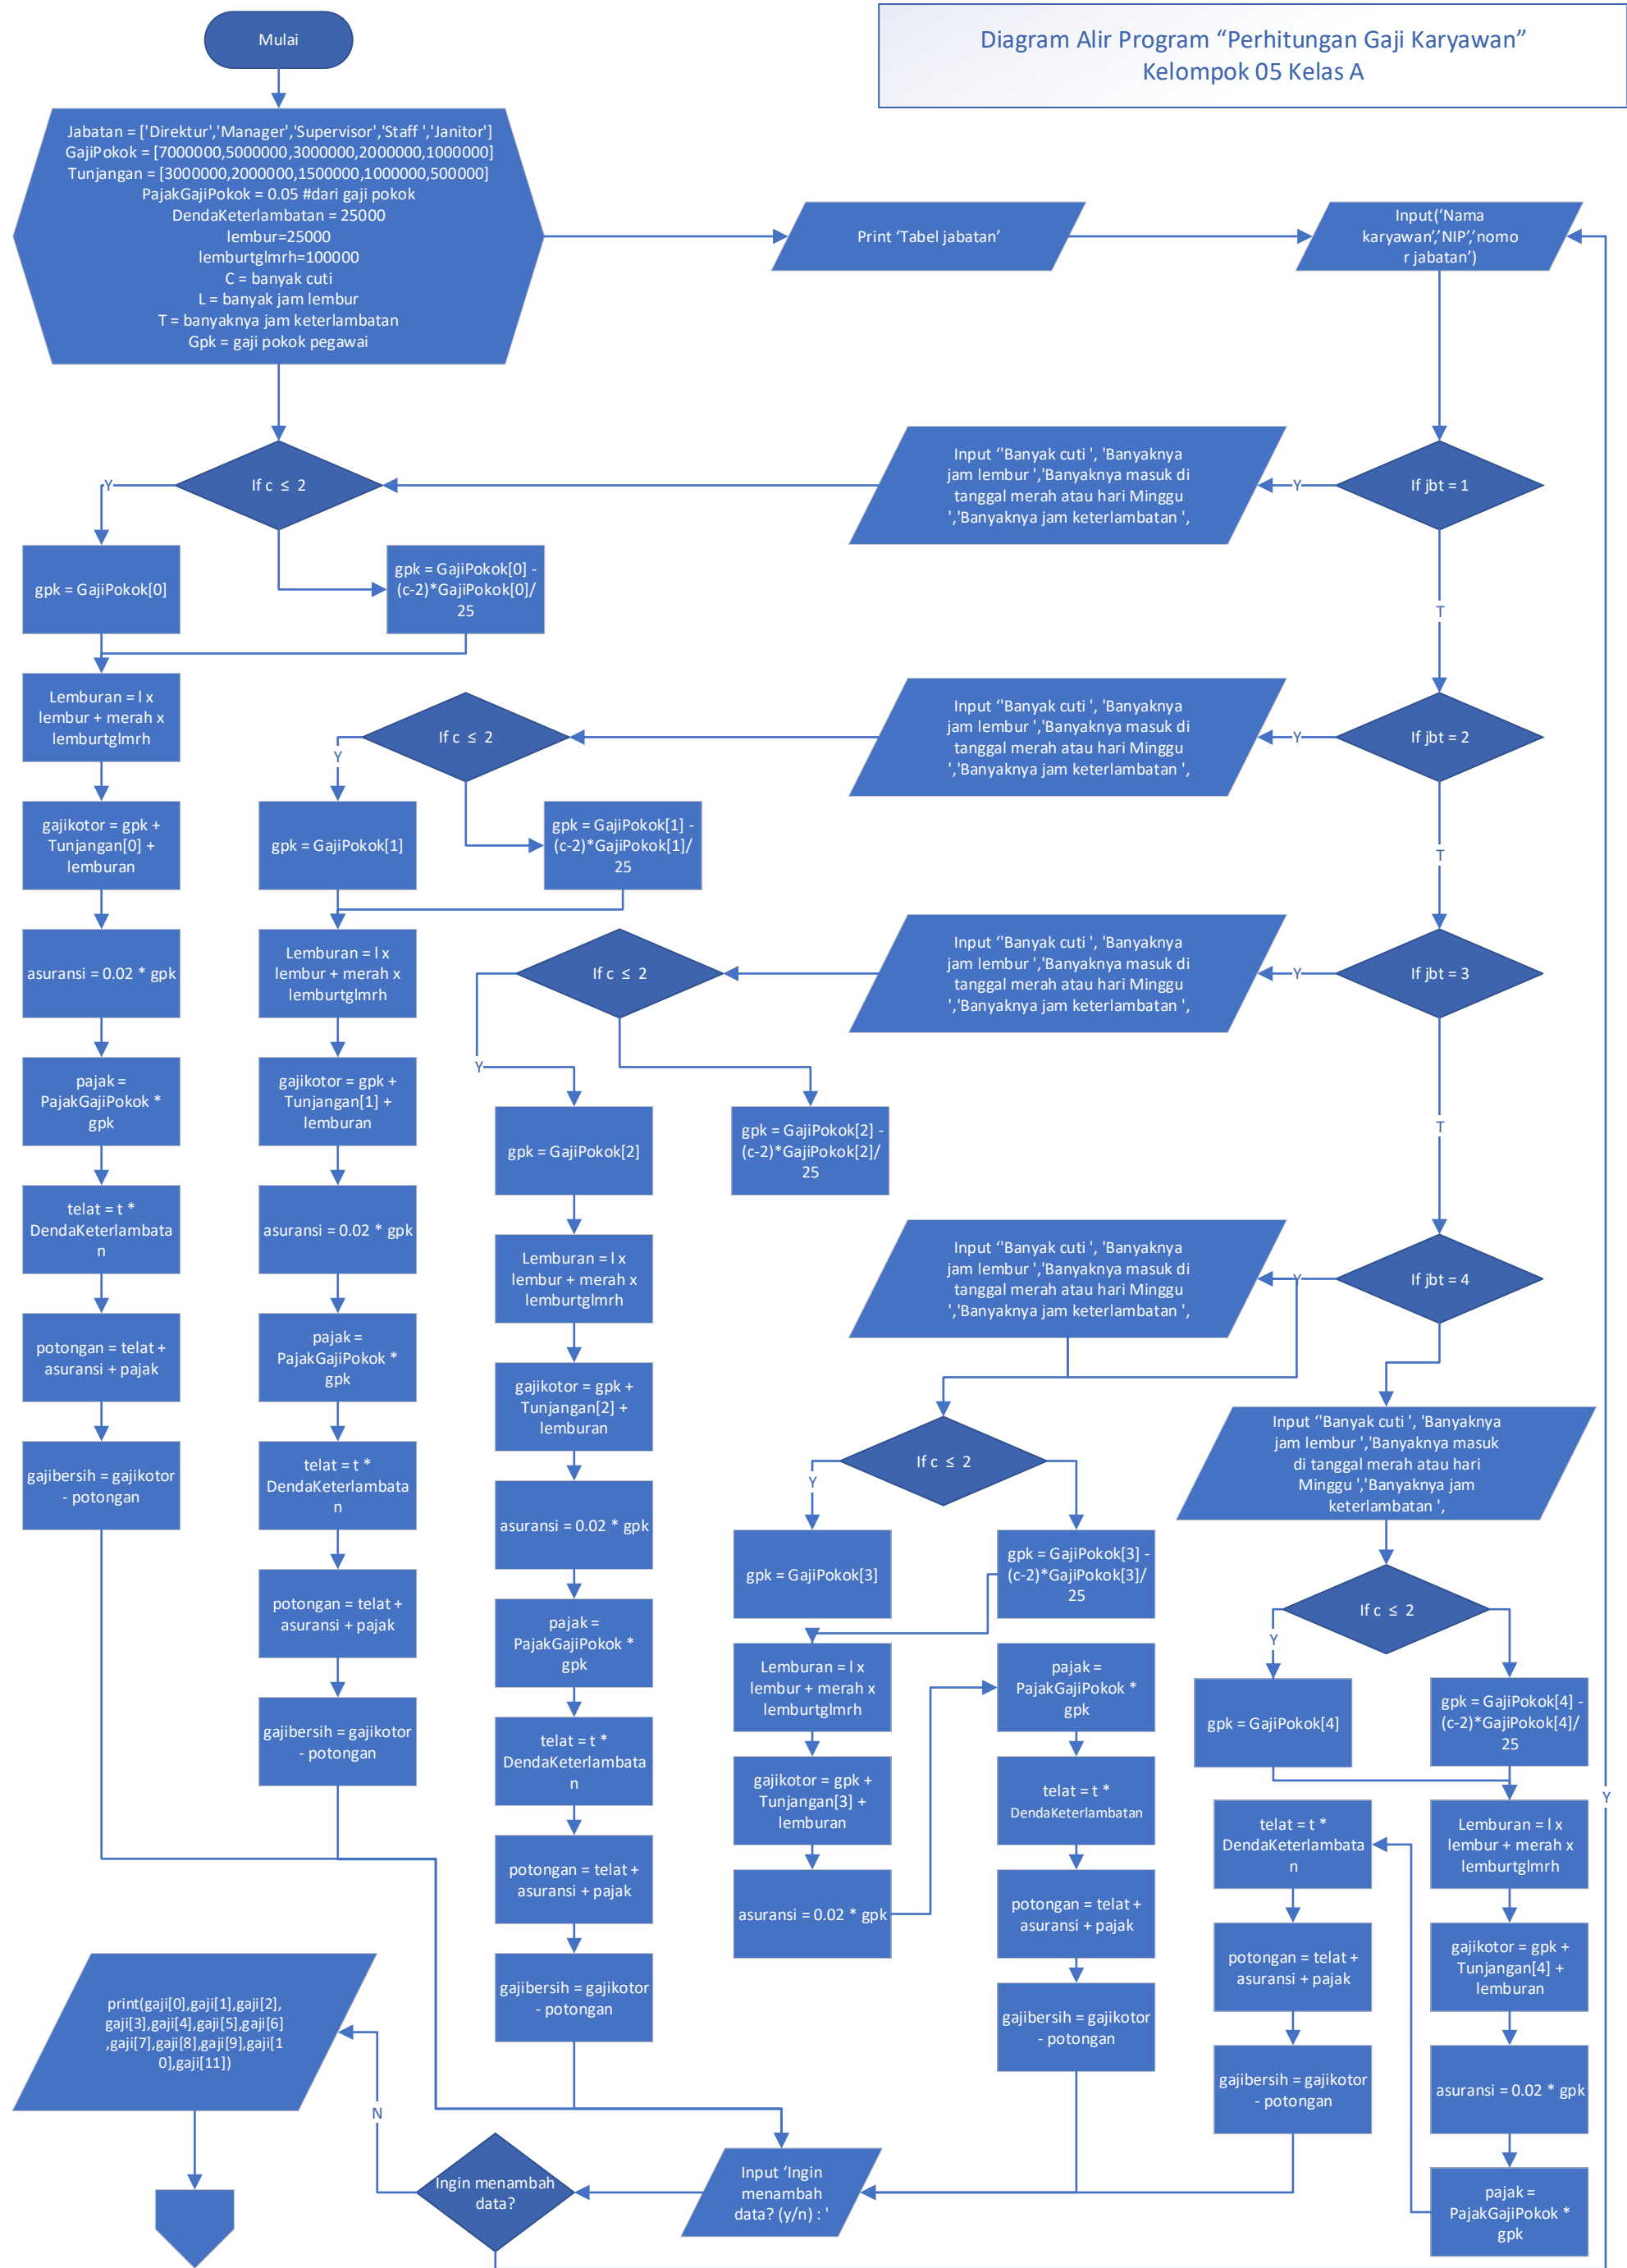 Mulai
Diagram Alir Program “Perhitungan Gaji Karyawan”
Kelompok 05 Kelas A
Jabatan = ['Direktur','Manager','Supervisor','Staff ','Janitor']
GajiPokok = [7000000,5000000,3000000,2000000,1000000]
Tunjangan = [3000000,2000000,1500000,1000000,500000]
PajakGajiPokok = 0.05 #dari gaji pokok
DendaKeterlambatan = 25000
lembur=25000
lemburtglmrh=100000
C = banyak cuti
L = banyak jam lembur
T = banyaknya jam keterlambatan
Gpk = gaji pokok pegawai
Print ‘Tabel jabatan’
Input(‘Nama
karyawan’,’NIP’,’nomo
r jabatan’)
If jbt = 1
Y
T
Input ‘'Banyak cuti ', 'Banyaknya
jam lembur ','Banyaknya masuk di
tanggal merah atau hari Minggu
','Banyaknya jam keterlambatan ',
If c ≤ 2
Y
gpk = GajiPokok[0]
gpk = GajiPokok[0] -
(c-2)*GajiPokok[0]/
25
Lemburan = l x
lembur + merah x
lemburtglmrh
gajikotor = gpk +
Tunjangan[0] +
lemburan
asuransi = 0.02 * gpk
pajak =
PajakGajiPokok *
gpk
telat = t *
DendaKeterlambata
n
potongan = telat +
asuransi + pajak
gajibersih = gajikotor
- potongan
If jbt = 2
Y
T
Input ‘'Banyak cuti ', 'Banyaknya
jam lembur ','Banyaknya masuk di
tanggal merah atau hari Minggu
','Banyaknya jam keterlambatan ',
If c ≤ 2
Y
gpk = GajiPokok[1]
gpk = GajiPokok[1] -
(c-2)*GajiPokok[1]/
25
Lemburan = l x
lembur + merah x
lemburtglmrh
gajikotor = gpk +
Tunjangan[1] +
lemburan
asuransi = 0.02 * gpk
pajak =
PajakGajiPokok *
gpk
telat = t *
DendaKeterlambata
n
potongan = telat +
asuransi + pajak
gajibersih = gajikotor
- potongan
If jbt = 3
Y
T
Input ‘'Banyak cuti ', 'Banyaknya
jam lembur ','Banyaknya masuk di
tanggal merah atau hari Minggu
','Banyaknya jam keterlambatan ',
If c ≤ 2
Y
gpk = GajiPokok[2]
gpk = GajiPokok[2] -
(c-2)*GajiPokok[2]/
25
Lemburan = l x
lembur + merah x
lemburtglmrh
gajikotor = gpk +
Tunjangan[2] +
lemburan
asuransi = 0.02 * gpk
pajak =
PajakGajiPokok *
gpk
telat = t *
DendaKeterlambata
n
potongan = telat +
asuransi + pajak
gajibersih = gajikotor
- potongan
If jbt = 4
Y
Input ‘'Banyak cuti ', 'Banyaknya
jam lembur ','Banyaknya masuk di
tanggal merah atau hari Minggu
','Banyaknya jam keterlambatan ',
If c ≤ 2
Y
gpk = GajiPokok[3]
gpk = GajiPokok[3] -
(c-2)*GajiPokok[3]/
25
Lemburan = l x
lembur + merah x
lemburtglmrh
gajikotor = gpk +
Tunjangan[3] +
lemburan
asuransi = 0.02 * gpk
pajak =
PajakGajiPokok *
gpk
telat = t *
DendaKeterlambatan
potongan = telat +
asuransi + pajak
gajibersih = gajikotor
- potongan
Input ‘'Banyak cuti ', 'Banyaknya
jam lembur ','Banyaknya masuk
di tanggal merah atau hari
Minggu ','Banyaknya jam
keterlambatan ',
If c ≤ 2
Y
gpk = GajiPokok[4]
gpk = GajiPokok[4] -
(c-2)*GajiPokok[4]/
25
Lemburan = l x
lembur + merah x
lemburtglmrh
gajikotor = gpk +
Tunjangan[4] +
lemburan
asuransi = 0.02 * gpk
pajak =
PajakGajiPokok *
gpk
telat = t *
DendaKeterlambata
n
potongan = telat +
asuransi + pajak
gajibersih = gajikotor
- potongan
Input ‘Ingin
menambah
data? (y/n) : '
Ingin menambah
data?
Y
N
print(gaji[0],gaji[1],gaji[2],
gaji[3],gaji[4],gaji[5],gaji[6]
,gaji[7],gaji[8],gaji[9],gaji[1
0],gaji[11])